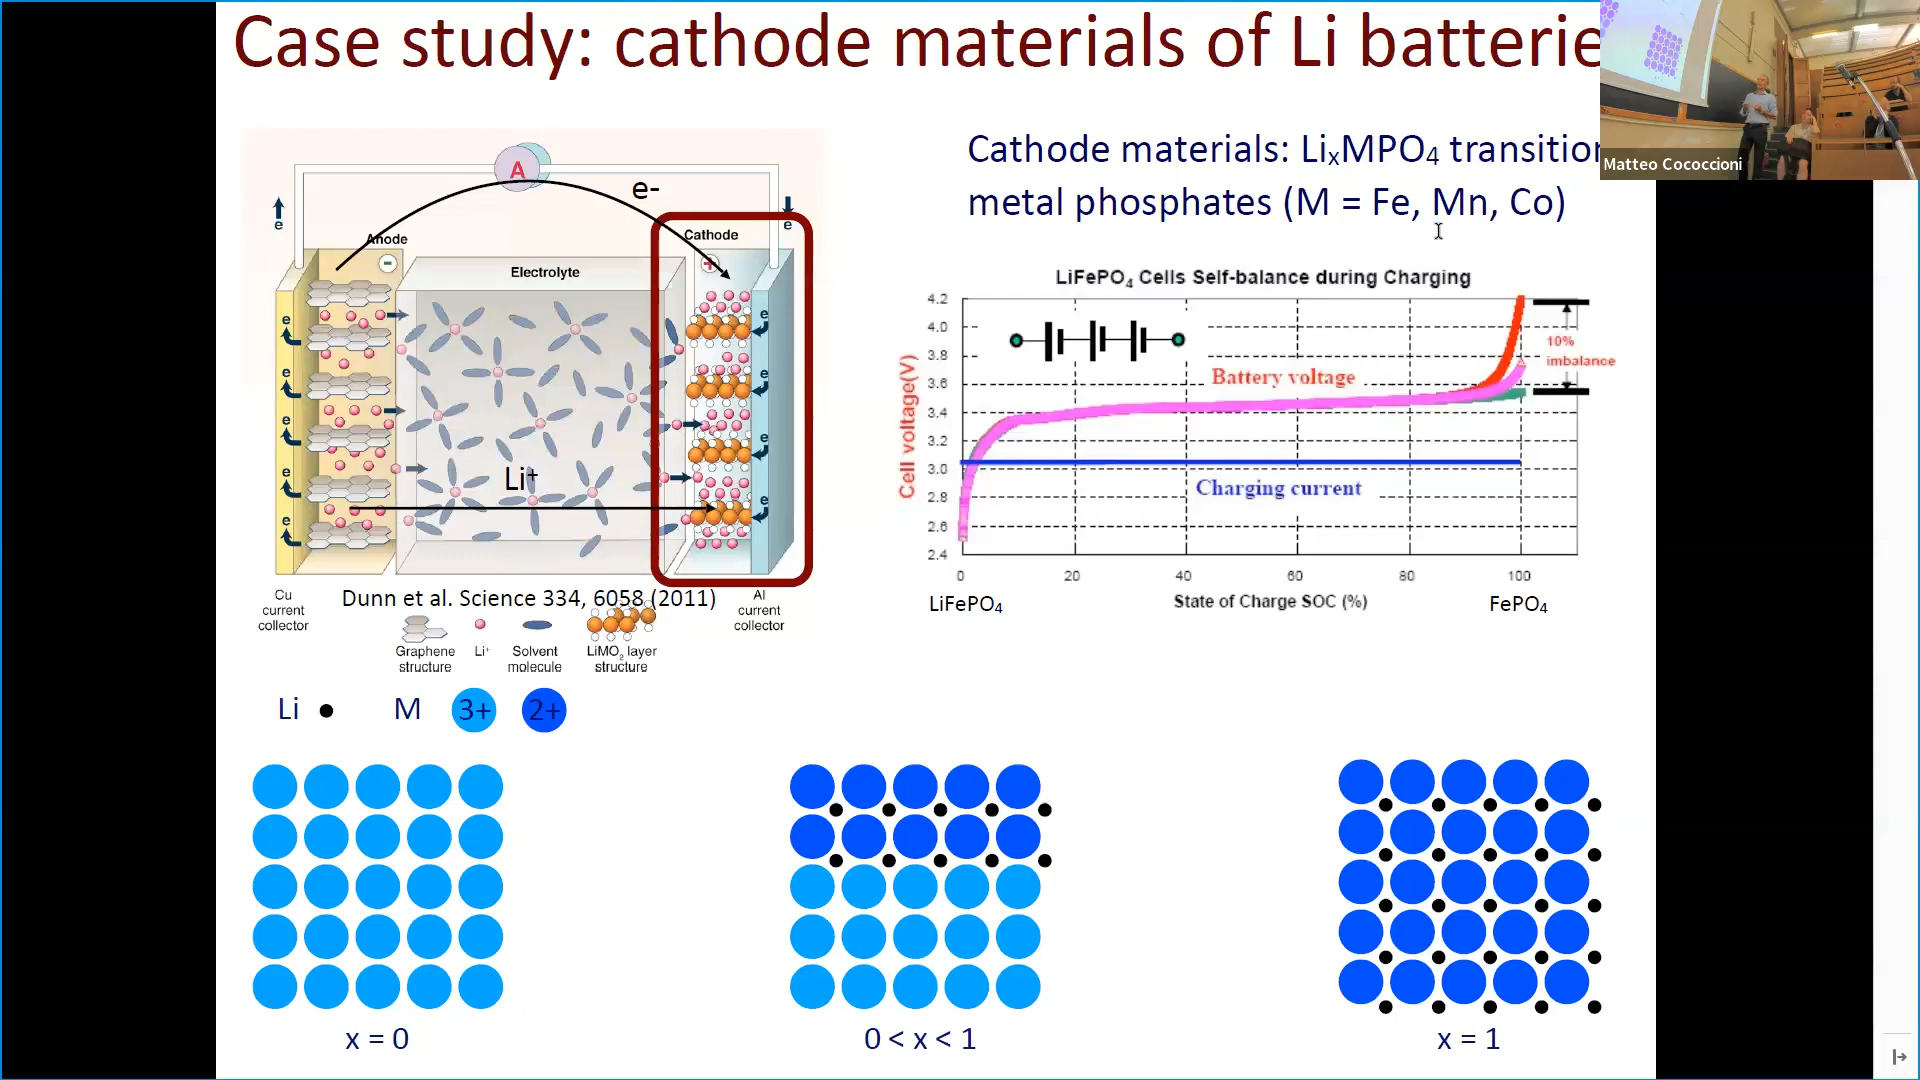 Case study: cathode materials of Li batterie
Matteo Cococcioni
Cathode materials: LiₓMPO₄ transition
metal phosphates (M = Fe, Mn, Co)
A
e-
e
e
Anode
Cathode
-
+
Electrolyte
e
e
e
e
e
e
e
e
e
Li⁺
Cu
current
collector
Dunn et al. Science 334, 6058 (2011)
Al
current
collector
Graphene
structure
Li⁺
Solvent
molecule
LiMO₂ layer
structure
LiFePO₄ Cells Self-balance during Charging
Cell voltage(V)
4.2
4.0
3.8
3.6
3.4
3.2
3.0
2.8
2.6
2.4
10%
imbalance
Battery voltage
Charging current
0
20
40
60
80
100
LiFePO₄
State of Charge SOC (%)
FePO₄
Li
M
3+
2+
x = 0
0 < x < 1
x = 1